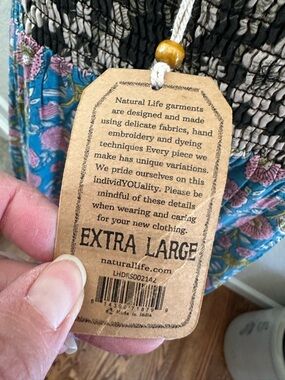 Natural Life garments
are designed and made
using delicate fabrics, hand
embroidery and dyeing
techniques Every piece we
make has unique variations.
We pride ourselves on this
individYOUality. Please be
mindful of these details
when wearing and caring
for your new clothing.
EXTRA LARGE
naturallife.com
LHDRS002142
Made in India